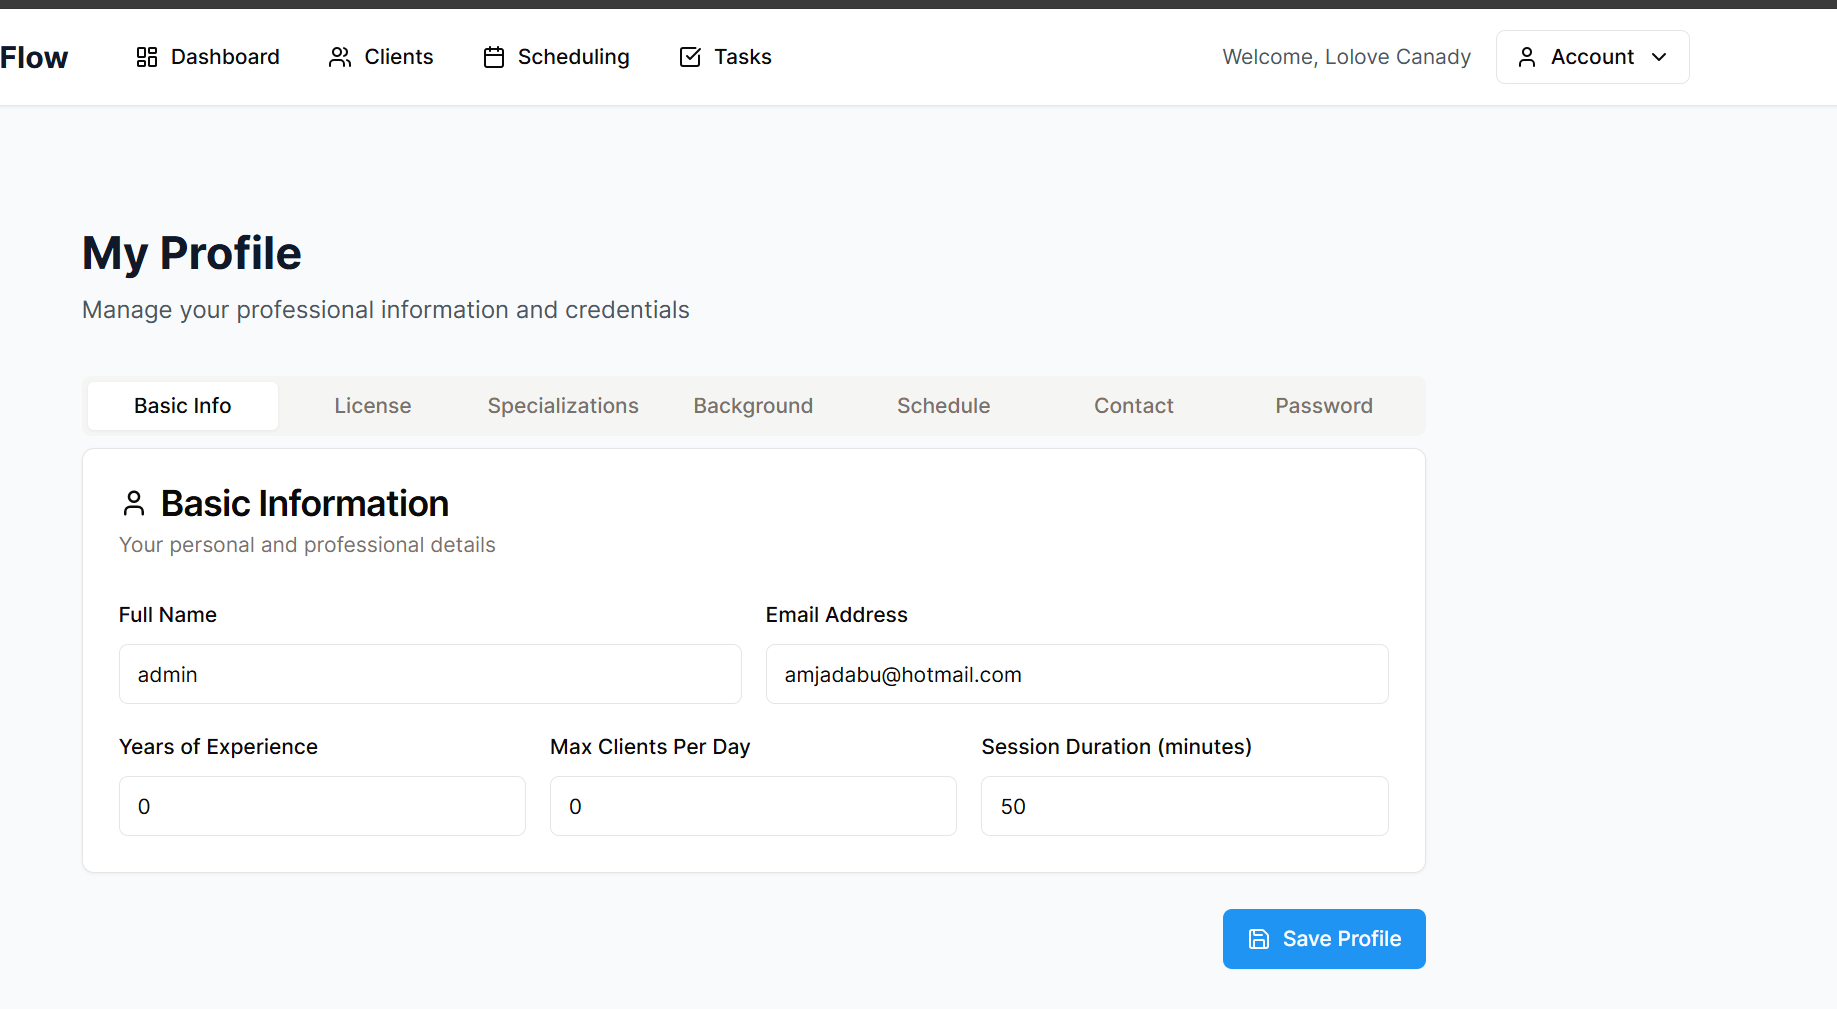 Flow Dashboard Clients Scheduling Tasks Welcome, Lolove Canady Account
My Profile
Manage your professional information and credentials
Basic Info License Specializations Background Schedule Contact Password
Basic Information
Your personal and professional details
Full Name Email Address
admin amjadabu@hotmail.com
Years of Experience Max Clients Per Day Session Duration (minutes)
0 0 50
Save Profile